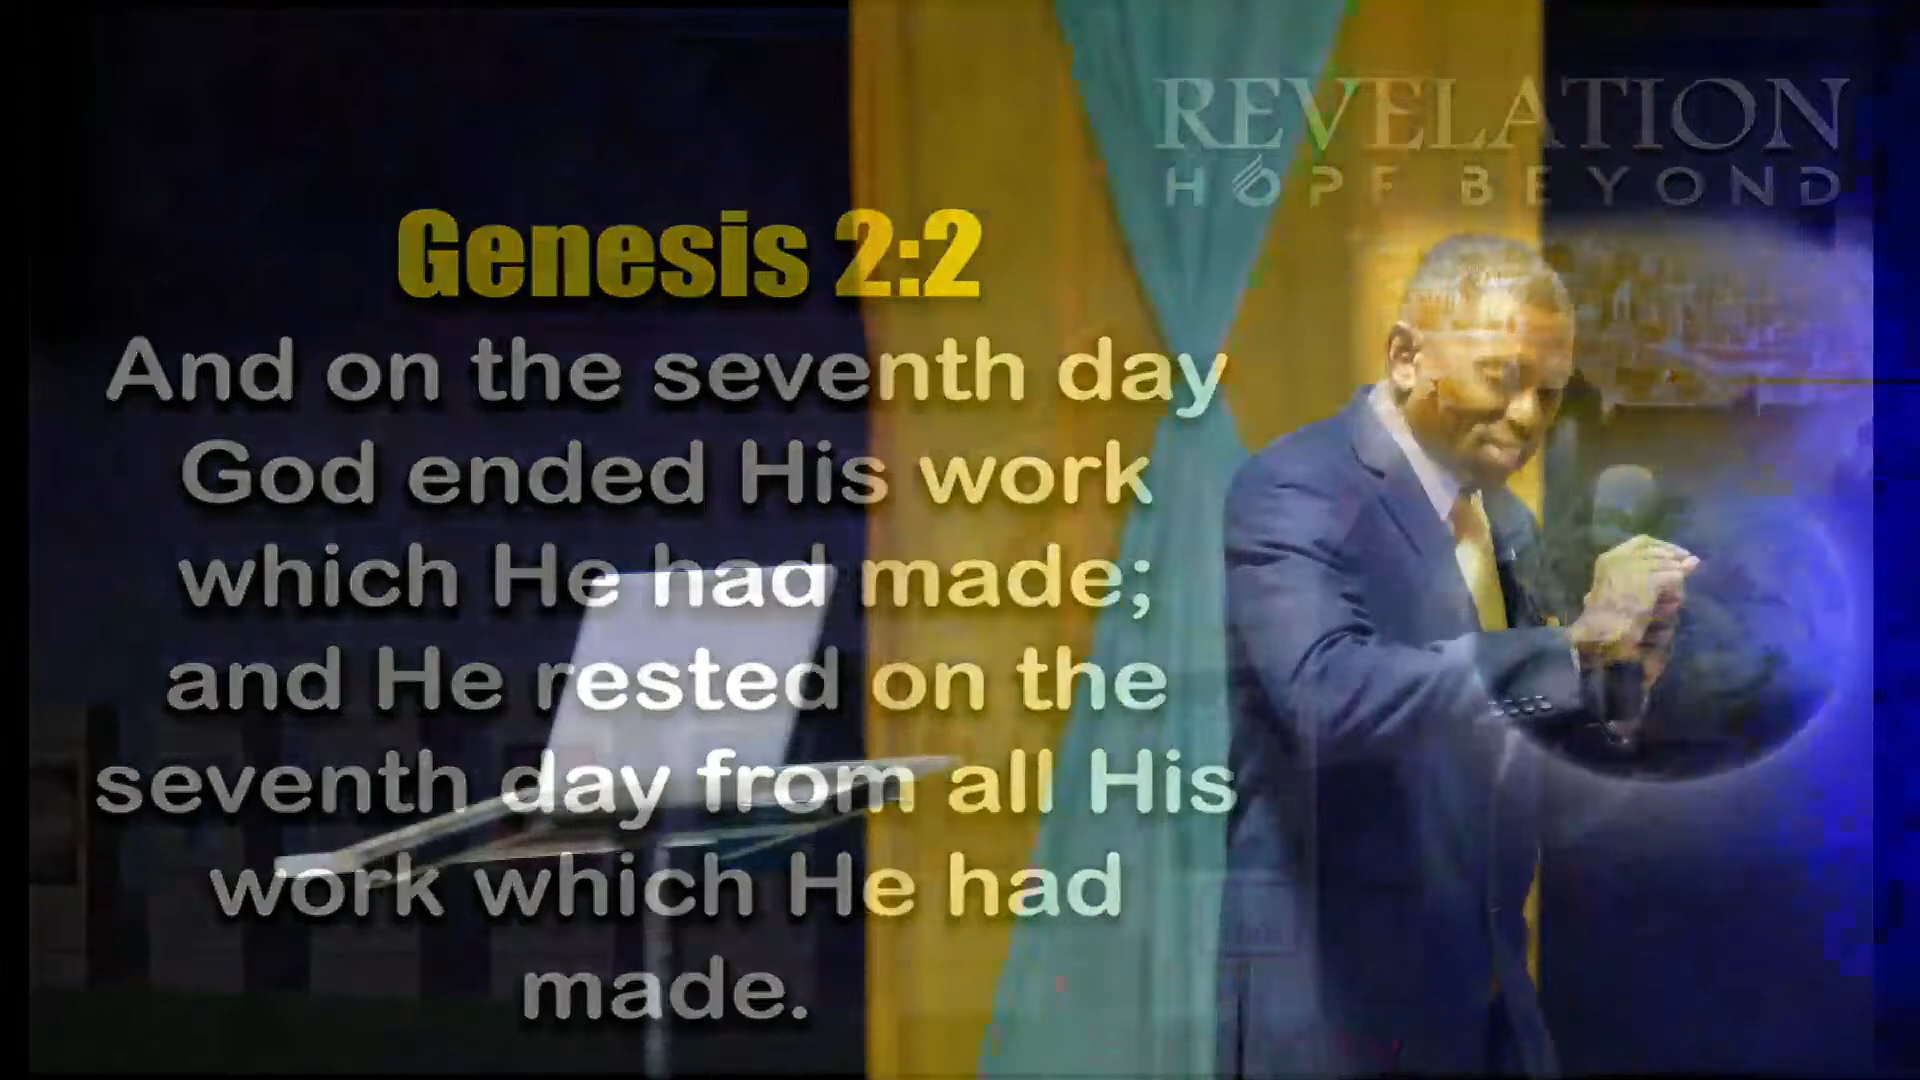 REVELATION
HOPE BEYOND
Genesis 2:2
And on the seventh day
God ended His work
which He had made;
and He rested on the
seventh day from all His
work which He had
made.